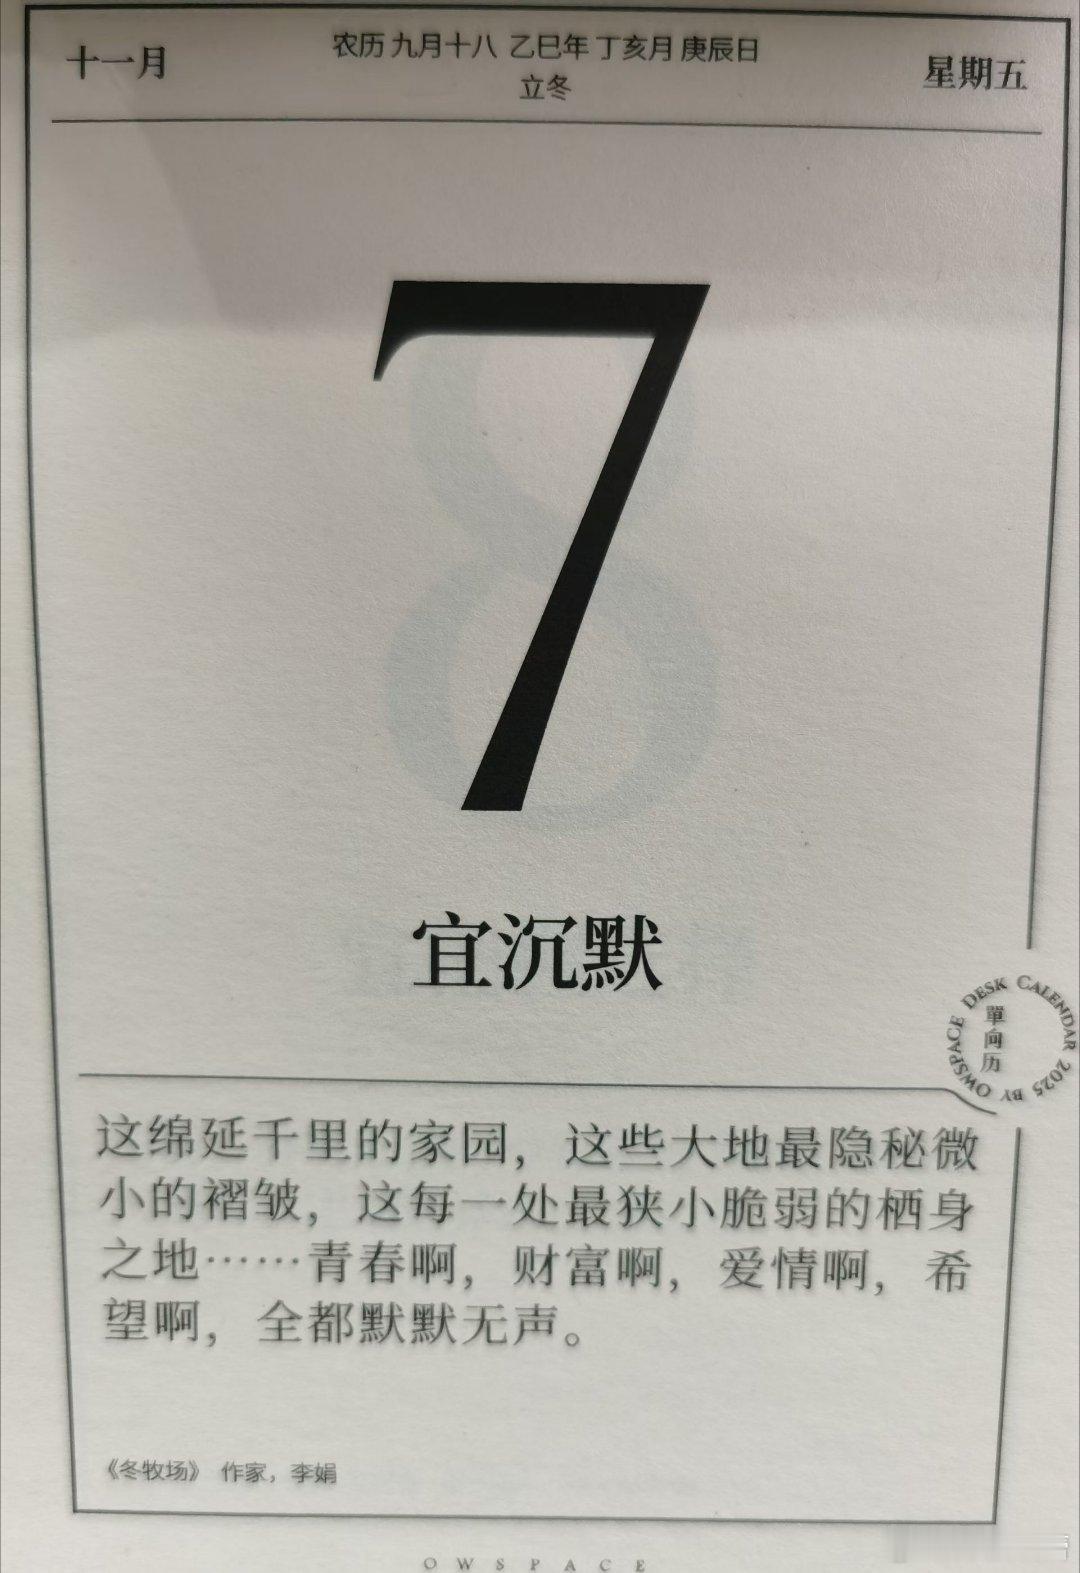 十一月
农历 九月十八 乙巳年 丁亥月 庚辰日
立冬
星期五
7
8
宜沉默
DESK CALENDAR 2025 BY OWSPACE
單向历
这绵延千里的家园，这些大地最隐秘微
小的褶皱，这每一处最狭小脆弱的栖身
之地……青春啊，财富啊，爱情啊，希
望啊，全都默默无声。
《冬牧场》 作家，李娟
OWSPACE